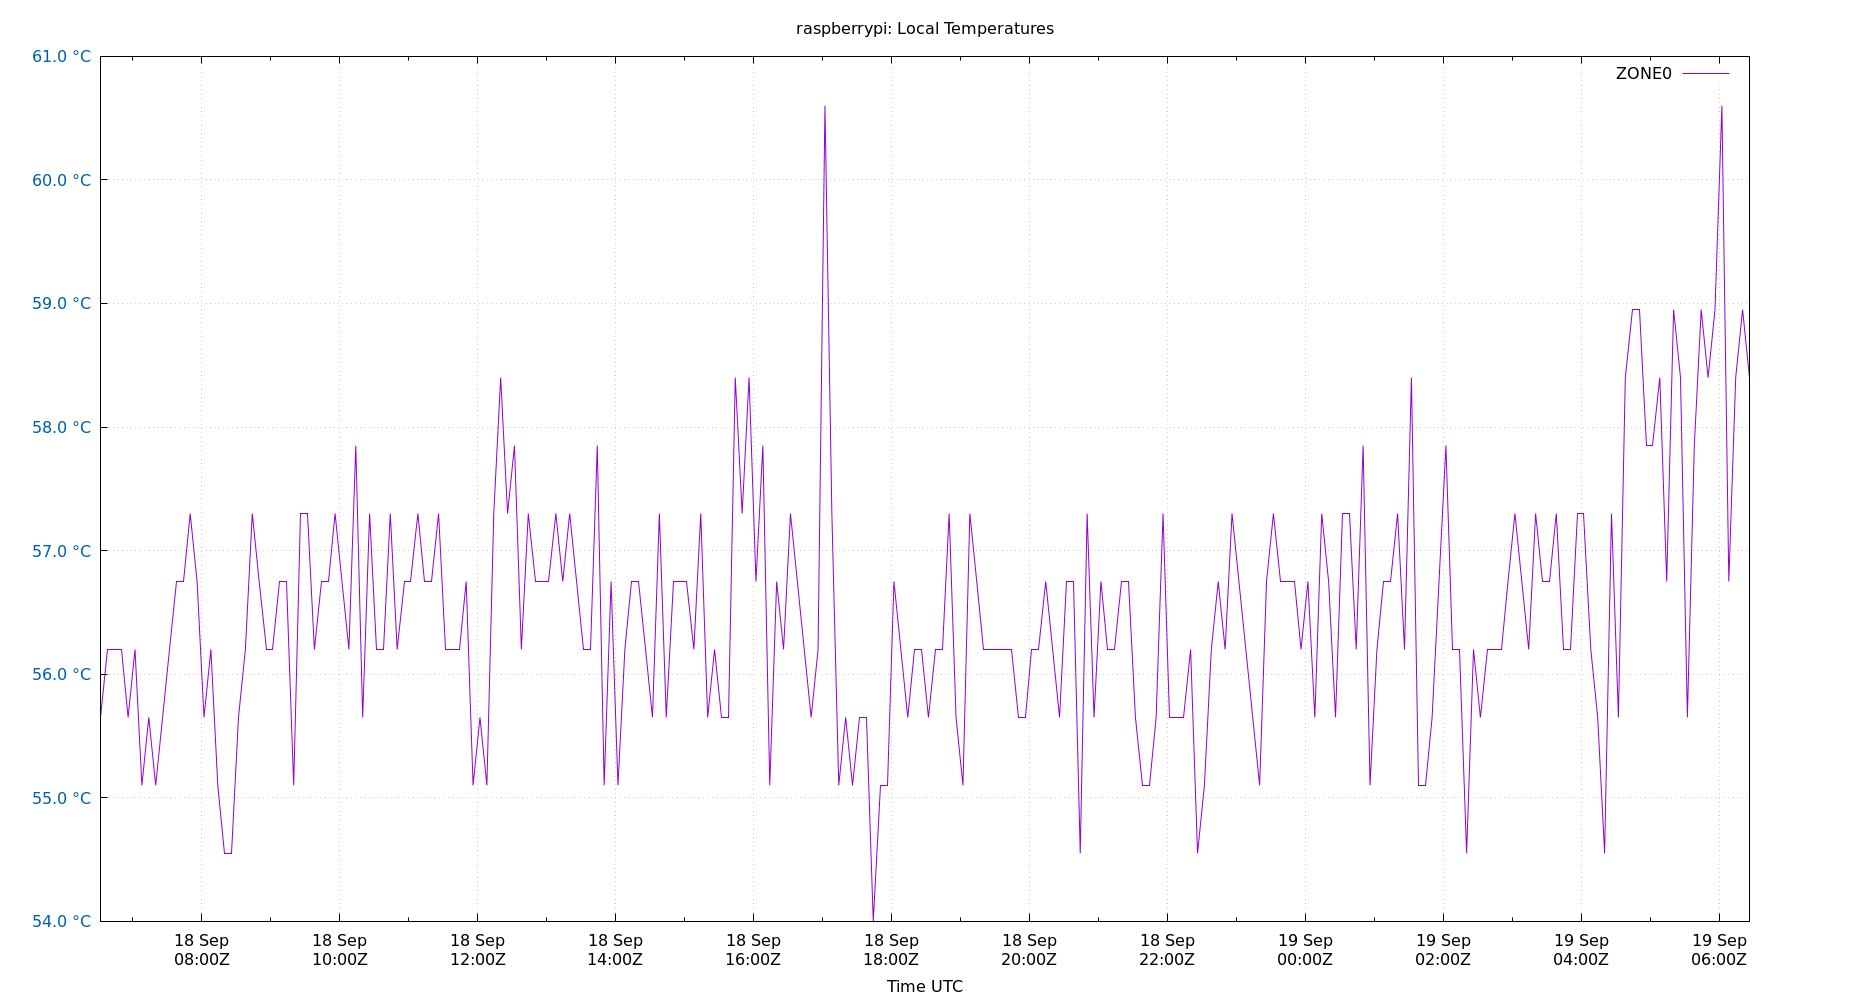 raspberrypi: Local Temperatures
61.0 °C
ZONE0
60.0 °C
59.0 °C
58.0 °C
57.0 °C
56.0 °C
55.0 °C
54.0 °C
18 Sep 18 Sep 18 Sep 18 Sep 18 Sep 18 Sep 18 Sep 18 Sep 19 Sep 19 Sep 19 Sep 19 Sep
08:00Z 10:00Z 12:00Z 14:00Z 16:00Z 18:00Z 20:00Z 22:00Z 00:00Z 02:00Z 04:00Z 06:00Z
Time UTC